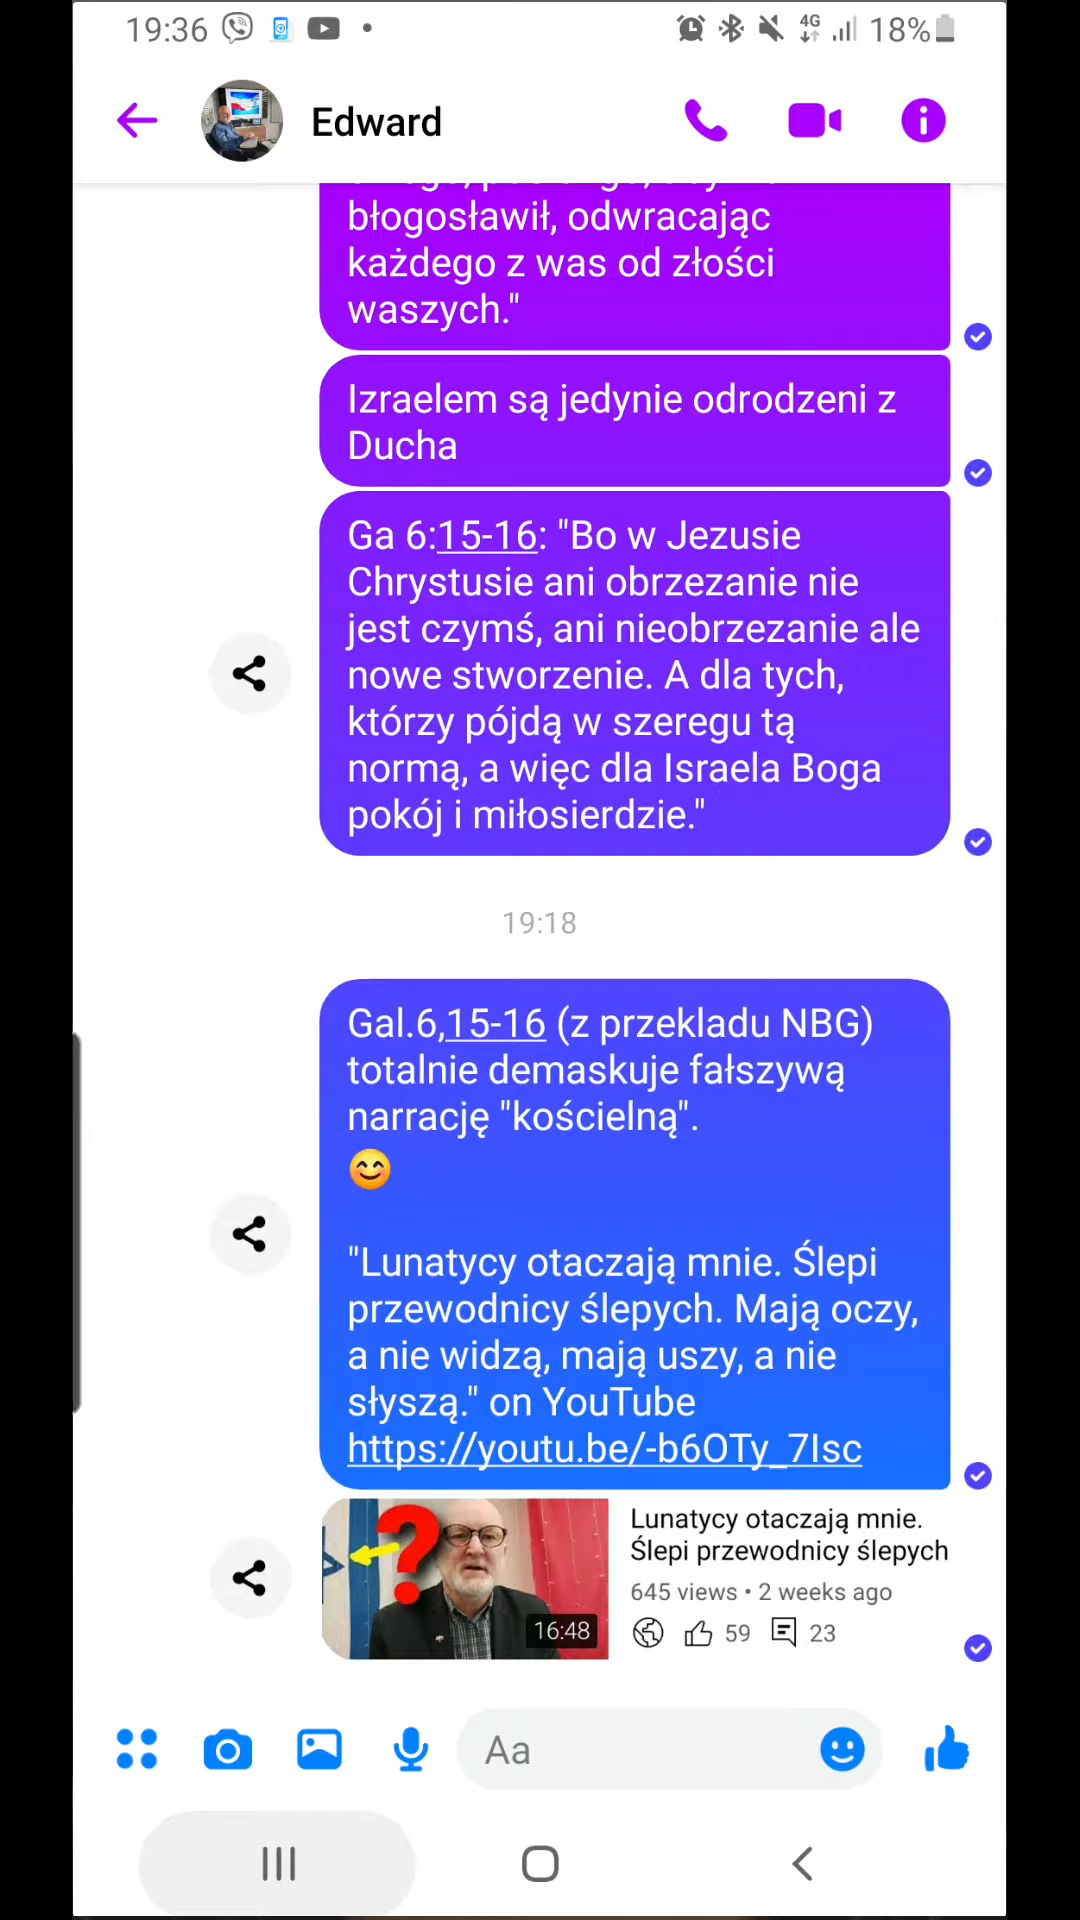 19:36
4G
18%
Edward
błogosławił, odwracając
każdego z was od złości
waszych."
Izraelem są jedynie odrodzeni z
Ducha
Ga 6:15-16: "Bo w Jezusie
Chrystusie ani obrzezanie nie
jest czymś, ani nieobrzezanie ale
nowe stworzenie. A dla tych,
którzy pójdą w szeregu tą
normą, a więc dla Israela Boga
pokój i miłosierdzie."
19:18
Gal.6,15-16 (z przekladu NBG)
totalnie demaskuje fałszywą
narrację "kościelną".
"Lunatycy otaczają mnie. Ślepi
przewodnicy ślepych. Mają oczy,
a nie widzą, mają uszy, a nie
słyszą." on YouTube
https://youtu.be/-b6OTy_7Isc
?
16:48
Lunatycy otaczają mnie.
Ślepi przewodnicy ślepych
645 views • 2 weeks ago
59 23
Aa